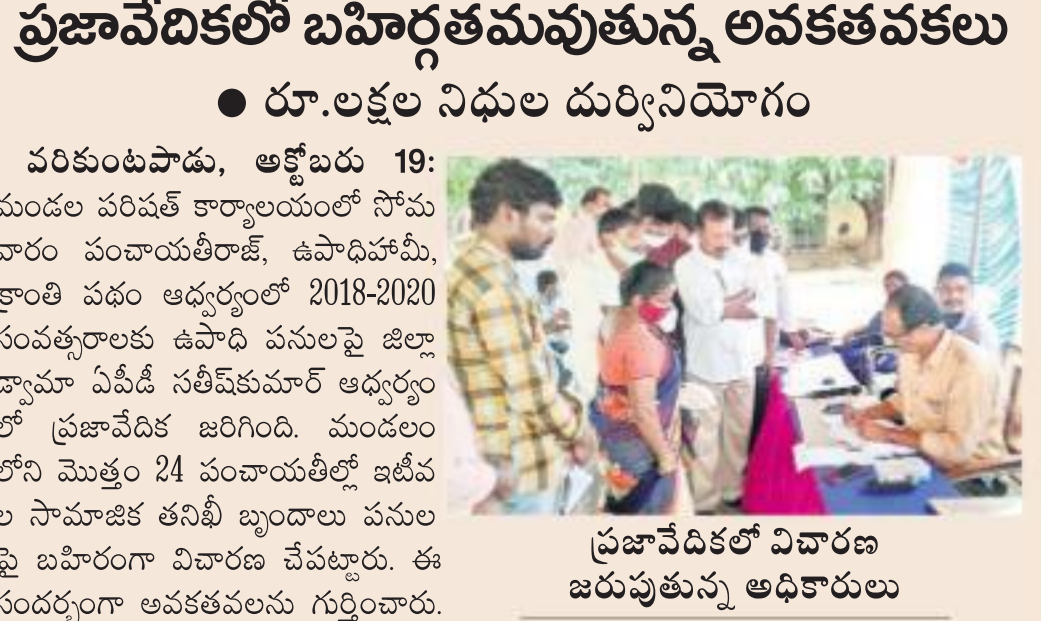 ప్రజావేదికలో బహిర్గతమవుతున్న అవకతవకలు
● రూ.లక్షల నిధుల దుర్వినియోగం
వరికుంటపాడు, అక్టోబరు 19:
మండల పరిషత్ కార్యాలయంలో సోమ
వారం పంచాయతీరాజ్, ఉపాధిహామీ,
క్రాంతి పథం ఆధ్వర్యంలో 2018-2020
సంవత్సరాలకు ఉపాధి పనులపై జిల్లా
డ్వామా ఏపీడీ సతీష్‌కుమార్ ఆధ్వర్యం
లో ప్రజావేదిక జరిగింది. మండలం
లోని మొత్తం 24 పంచాయతీల్లో ఇటీవ
ల సామాజిక తనిఖీ బృందాలు పనుల
పై బహిరంగా విచారణ చేపట్టారు. ఈ
సందర్భంగా అవకతవలను గుర్తించారు.
ప్రజావేదికలో విచారణ
జరుపుతున్న అధికారులు